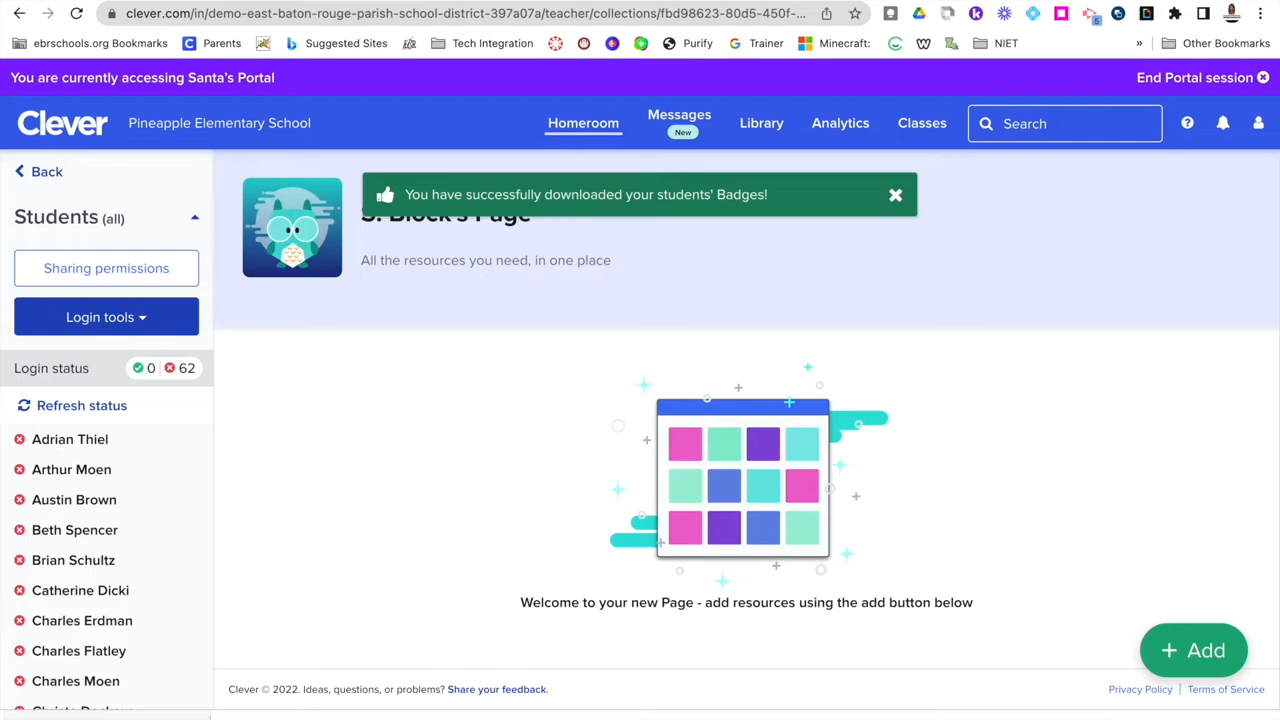 clever.com/in/demo-east-baton-rouge-parish-school-district-397a07a/teacher/collections/fbd98623-80d5-450f-...
5
ebrschools.org Bookmarks
Parents
Suggested Sites
Tech Integration
Purify
Trainer
Minecraft:
NIET
»
Other Bookmarks
You are currently accessing Santa's Portal
End Portal session
Clever
Pineapple Elementary School
Homeroom
Messages
New
Library
Analytics
Classes
Search
Back
Students (all)
Sharing permissions
Login tools
Login status
0 | 62
Refresh status
Adrian Thiel
Arthur Moen
Austin Brown
Beth Spencer
Brian Schultz
Catherine Dicki
Charles Erdman
Charles Flatley
Charles Moen
You have successfully downloaded your students' Badges!
S. Block's Page
All the resources you need, in one place
Welcome to your new Page - add resources using the add button below
+ Add
Clever © 2022. Ideas, questions, or problems? Share your feedback.
Privacy Policy | Terms of Service